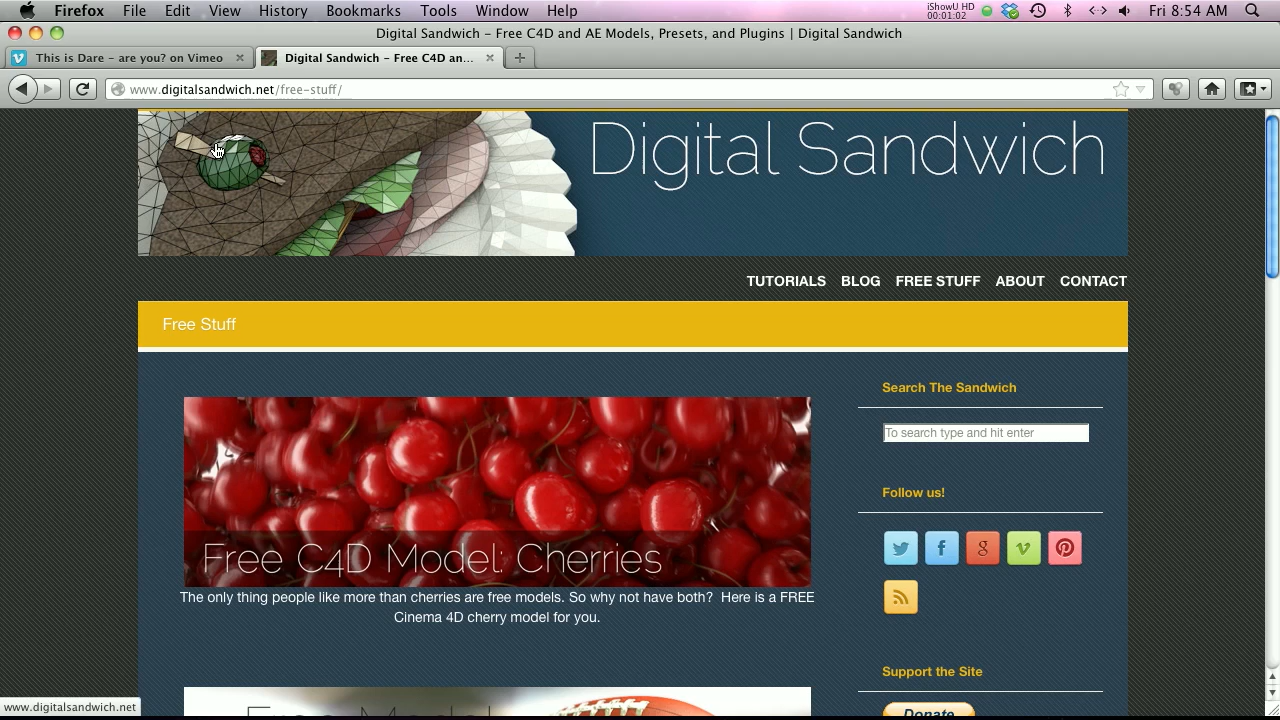 Firefox File Edit View History Bookmarks Tools Window Help
iShowU HD
00:01:02
Fri 8:54 AM
Digital Sandwich – Free C4D and AE Models, Presets, and Plugins | Digital Sandwich
This is Dare – are you? on Vimeo
Digital Sandwich – Free C4D an...
www.digitalsandwich.net/free-stuff/
Digital Sandwich
TUTORIALS BLOG FREE STUFF ABOUT CONTACT
Free Stuff
Search The Sandwich
To search type and hit enter
Follow us!
Free C4D Model: Cherries
The only thing people like more than cherries are free models. So why not have both? Here is a FREE
Cinema 4D cherry model for you.
Support the Site
Donate
Free Model
www.digitalsandwich.net